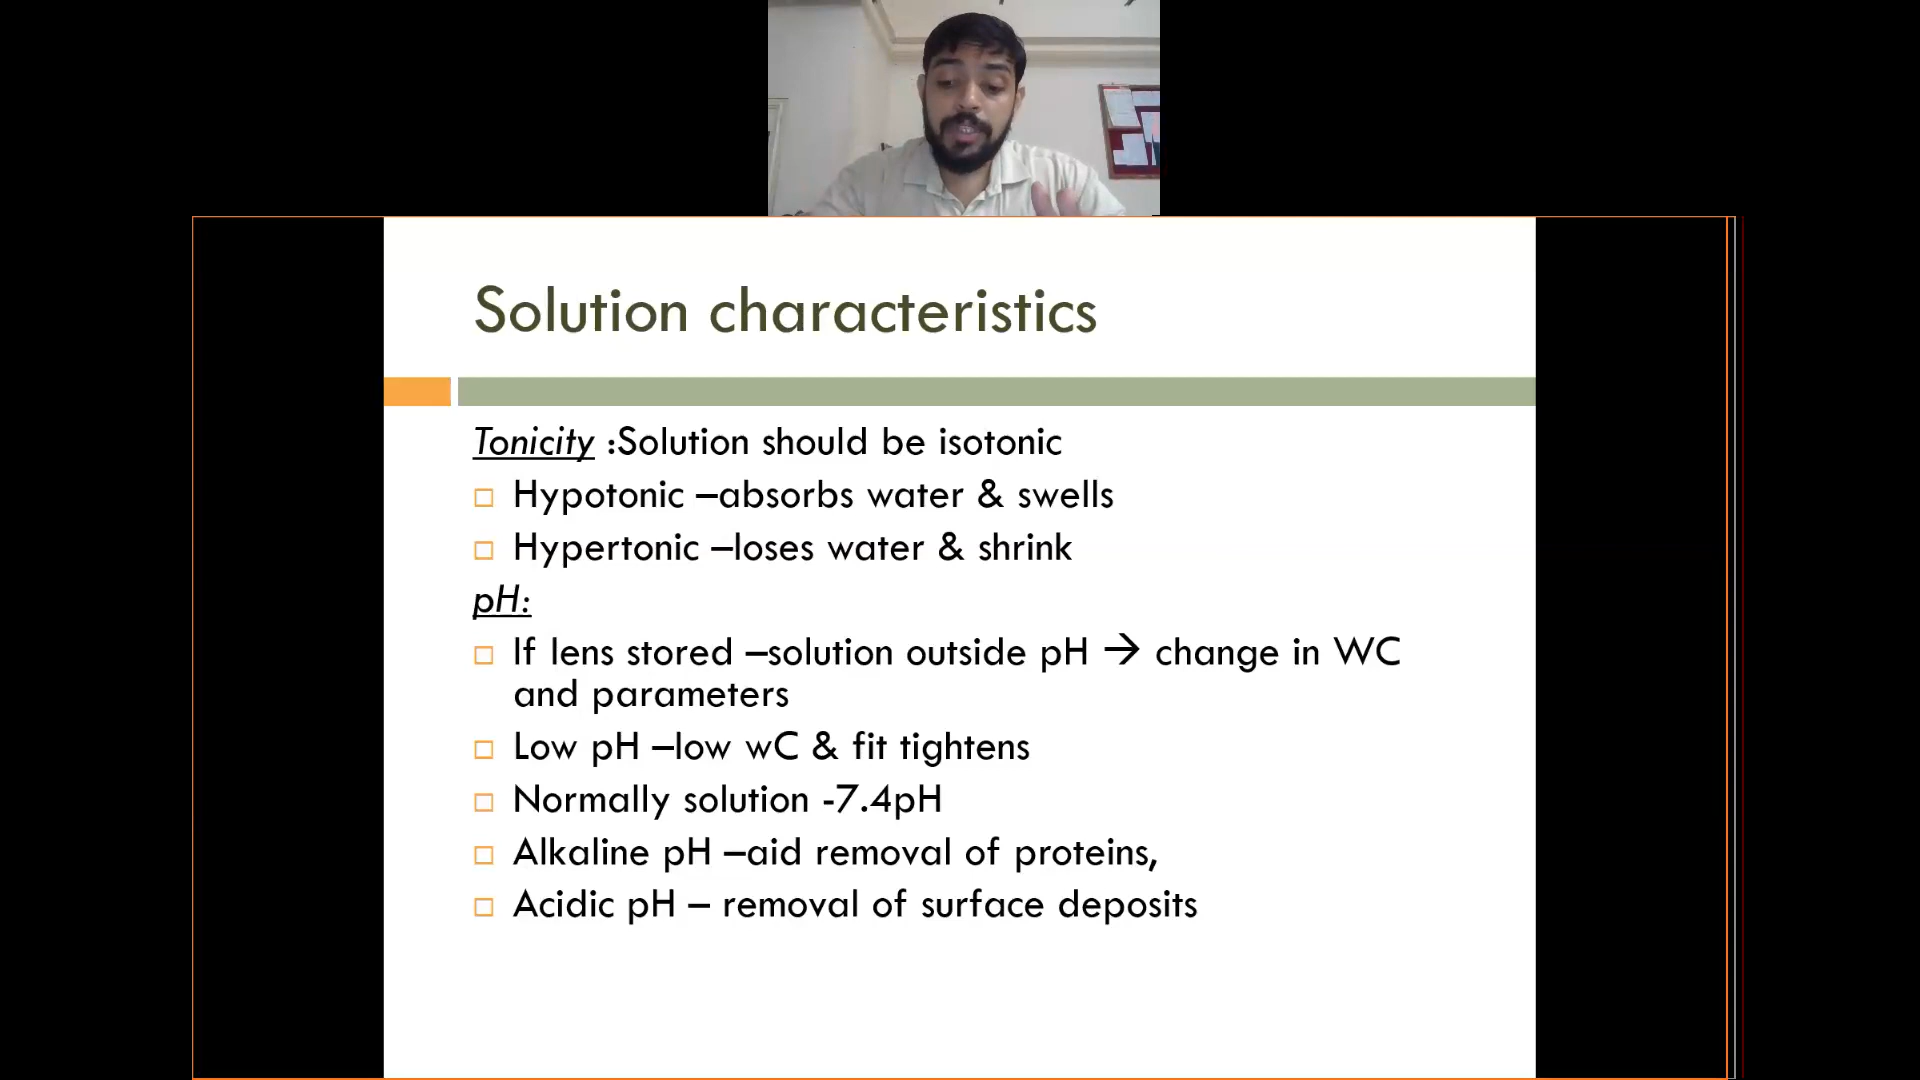 Solution characteristics
Tonicity :Solution should be isotonic
Hypotonic –absorbs water & swells
Hypertonic –loses water & shrink
pH:
If lens stored –solution outside pH → change in WC
and parameters
Low pH –low wC & fit tightens
Normally solution -7.4pH
Alkaline pH –aid removal of proteins,
Acidic pH – removal of surface deposits